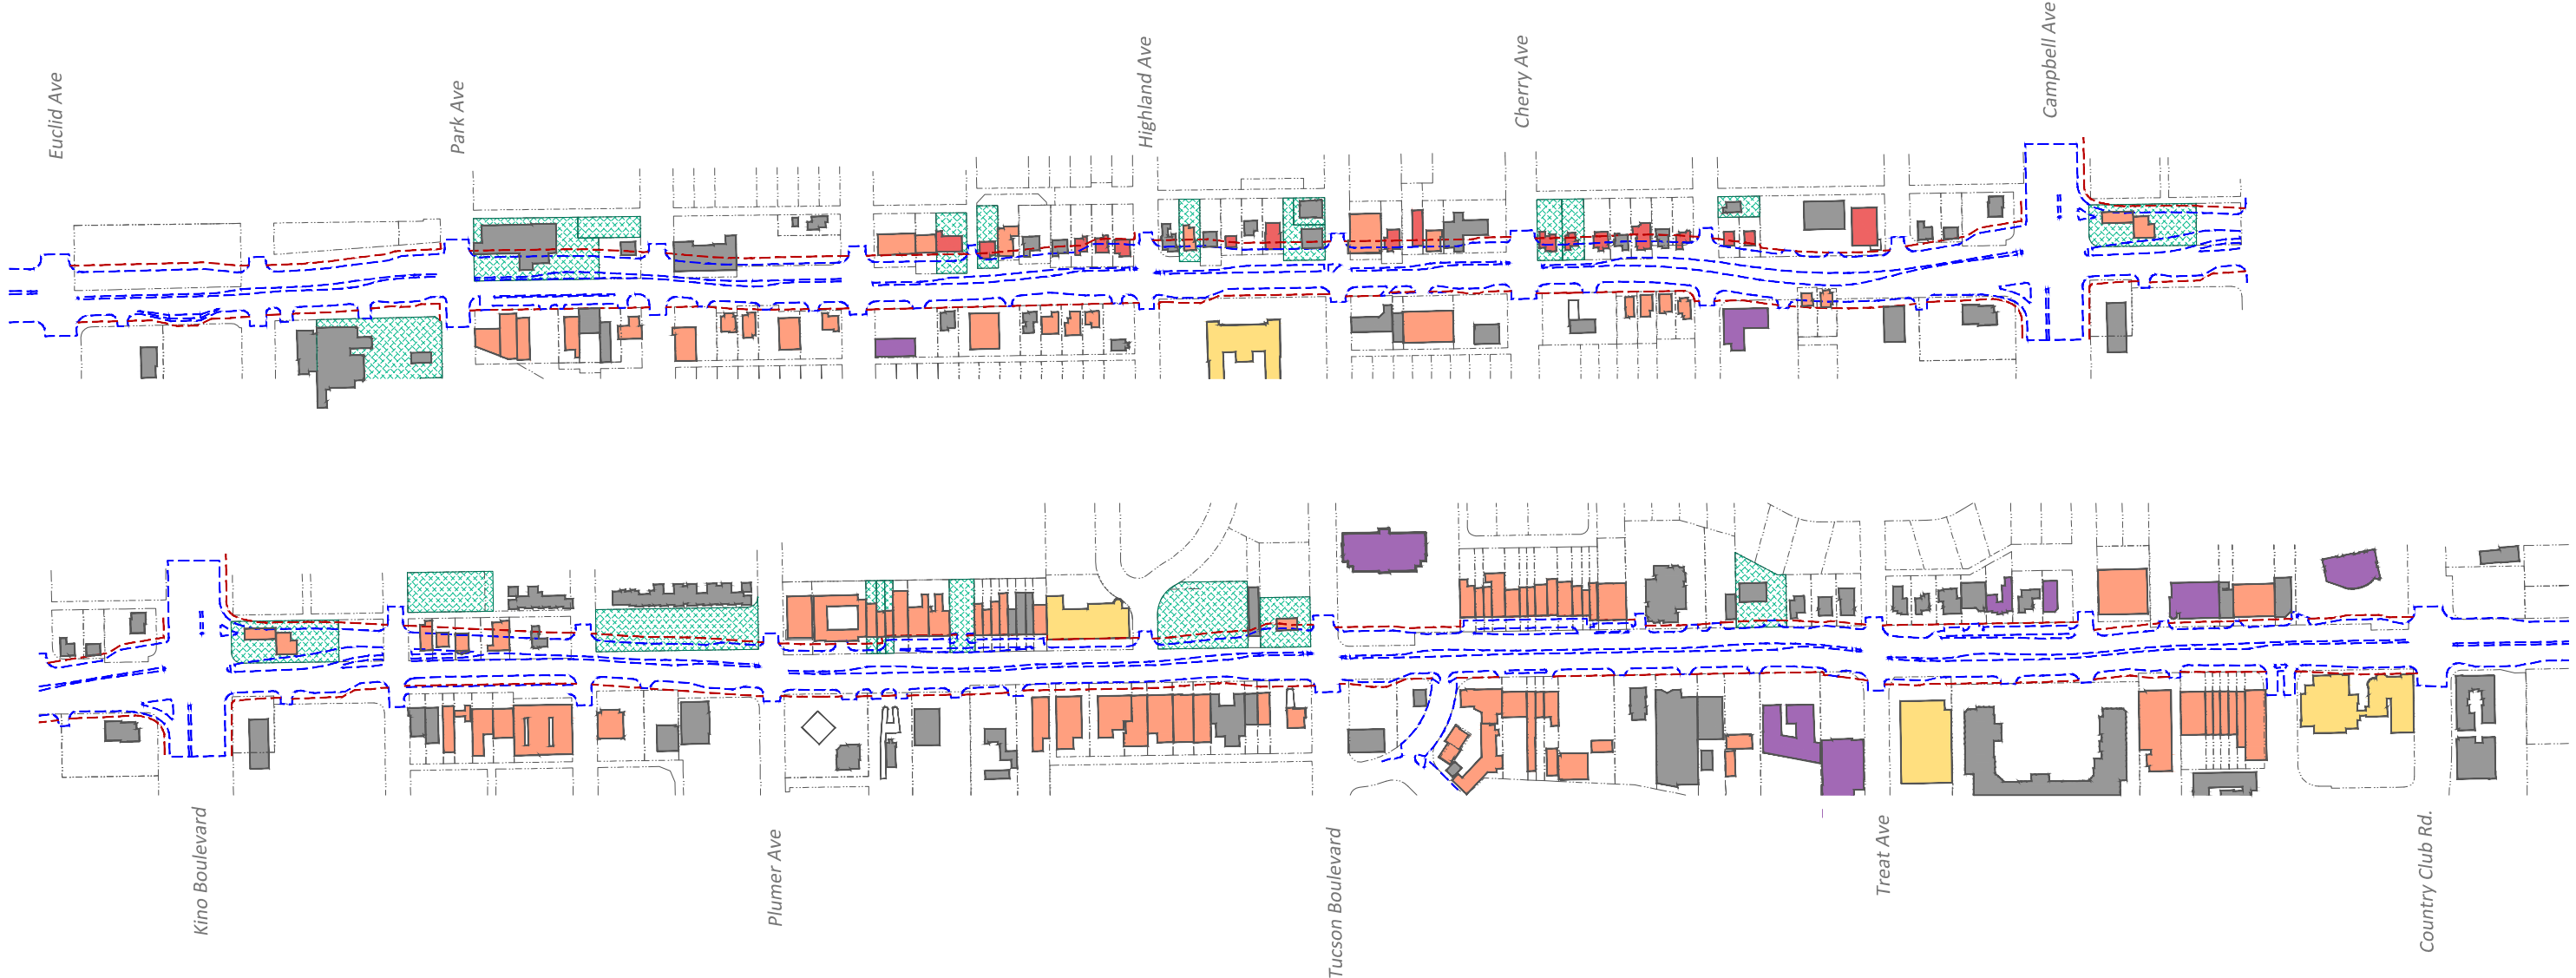 Euclid Ave
Park Ave
Highland Ave
Cherry Ave
Campbell Ave
Kino Boulevard
Plumer Ave
Tucson Boulevard
Treat Ave
Country Club Rd.